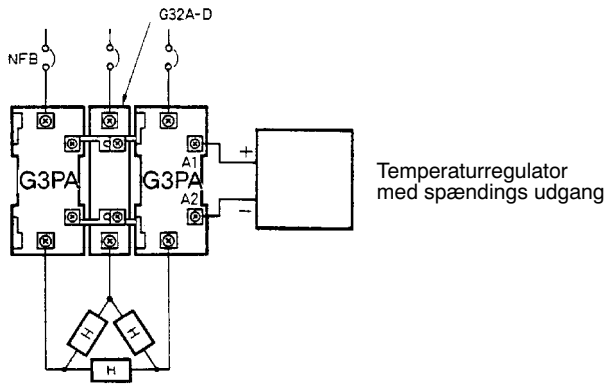 G32A-D
NFB
G3PA
G3PA
A1
A2
+
−
Temperaturregulator
med spændings udgang
H
H
H